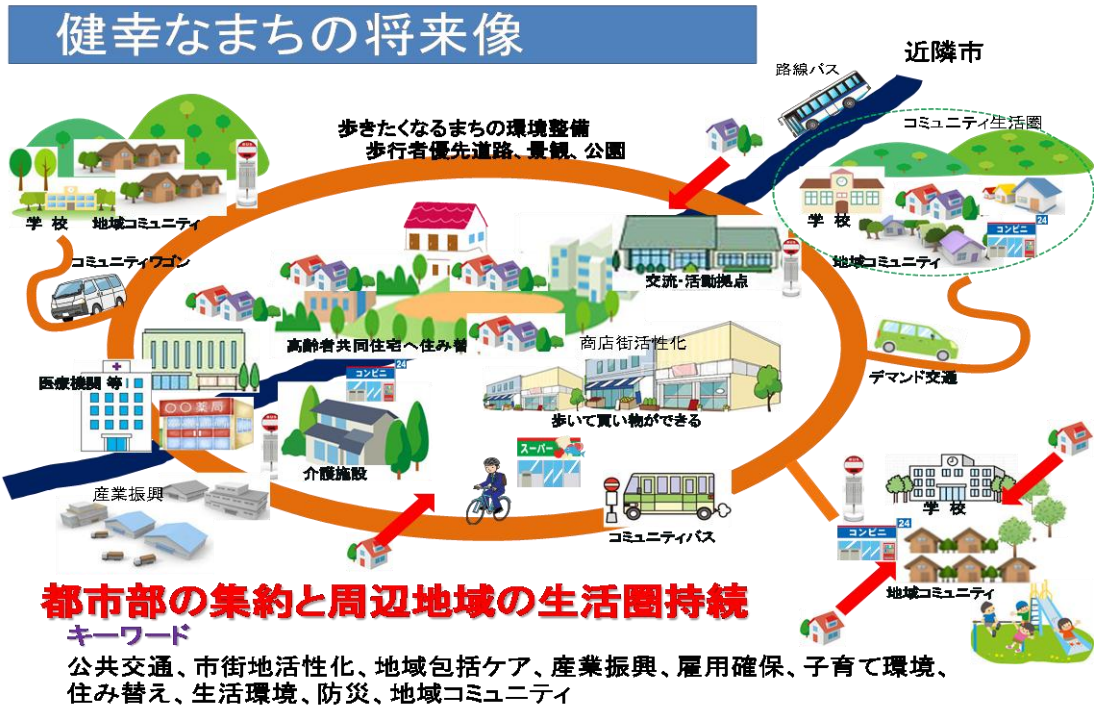 健幸なまちの将来像
近隣市
路線バス
コミュニティ生活圏
歩きたくなるまちの環境整備
歩行者優先道路、景観、公園
BUS
学 校 地域コミュニティ
学 校
24
コンビニ
地域コミュニティ
コミュニティワゴン
交流・活動拠点
高齢者共同住宅へ住み替
商店街活性化
デマンド交通
医療機関 等
〇〇薬局
24
コンビニ
歩いて買い物ができる
介護施設
スーパー
産業振興
コミュニティバス
学 校
24
コンビニ
地域コミュニティ
都市部の集約と周辺地域の生活圏持続
キーワード
公共交通、市街地活性化、地域包括ケア、産業振興、雇用確保、子育て環境、
住み替え、生活環境、防災、地域コミュニティ